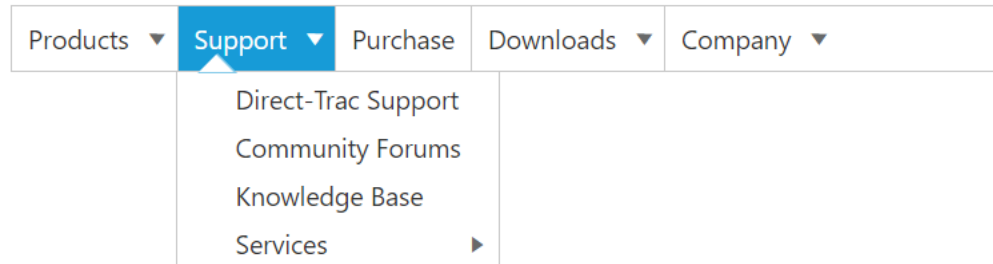 Products Support Purchase Downloads Company
Direct-Trac Support
Community Forums
Knowledge Base
Services